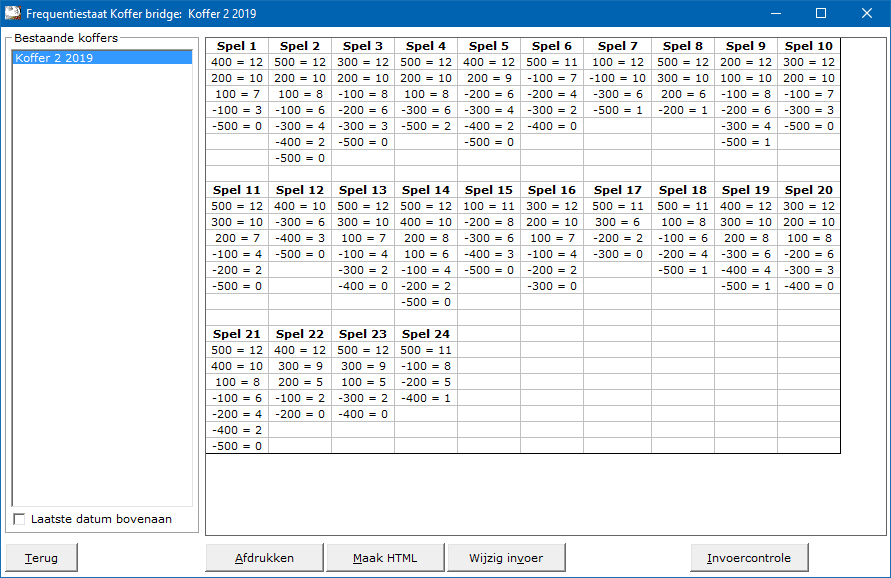 Frequentiestaat Koffer bridge: Koffer 2 2019
Bestaande koffers
Koffer 2 2019
Spel 1 Spel 2 Spel 3 Spel 4 Spel 5 Spel 6 Spel 7 Spel 8 Spel 9 Spel 10
400 = 12 500 = 12 300 = 12 500 = 12 400 = 12 500 = 11 100 = 12 500 = 12 200 = 12 300 = 12
200 = 10 200 = 10 200 = 10 200 = 10 200 = 9 -100 = 7 -100 = 10 300 = 10 100 = 10 200 = 10
100 = 7 100 = 8 -100 = 8 100 = 8 -200 = 6 -200 = 4 -300 = 6 200 = 6 -100 = 8 -100 = 7
-100 = 3 -100 = 6 -200 = 6 -300 = 6 -300 = 4 -300 = 2 -500 = 1 -200 = 1 -200 = 6 -300 = 3
-500 = 0 -300 = 4 -300 = 3 -500 = 2 -400 = 2 -400 = 0 -300 = 4 -500 = 0
-400 = 2 -500 = 0 -500 = 0 -500 = 1
-500 = 0
Spel 11 Spel 12 Spel 13 Spel 14 Spel 15 Spel 16 Spel 17 Spel 18 Spel 19 Spel 20
500 = 12 400 = 10 500 = 12 500 = 12 100 = 11 300 = 12 500 = 11 500 = 11 400 = 12 300 = 12
300 = 10 -300 = 6 300 = 10 400 = 10 -200 = 8 200 = 10 300 = 6 100 = 8 300 = 10 200 = 10
200 = 7 -400 = 3 100 = 7 200 = 8 -300 = 6 100 = 7 -200 = 2 -100 = 6 200 = 8 100 = 8
-100 = 4 -500 = 0 -100 = 4 100 = 6 -400 = 3 -100 = 4 -300 = 0 -200 = 4 -300 = 6 -200 = 6
-200 = 2 -300 = 2 -100 = 4 -500 = 0 -200 = 2 -500 = 1 -400 = 4 -300 = 3
-500 = 0 -400 = 0 -200 = 2 -300 = 0 -500 = 1 -400 = 0
-500 = 0
Spel 21 Spel 22 Spel 23 Spel 24
500 = 12 400 = 12 500 = 12 500 = 11
400 = 10 300 = 9 300 = 9 -100 = 8
100 = 8 200 = 5 100 = 5 -200 = 5
-100 = 6 -100 = 2 -300 = 2 -400 = 1
-200 = 4 -200 = 0 -400 = 0
-400 = 2
-500 = 0
Laatste datum bovenaan
Terug Afdrukken Maak HTML Wijzig invoer Invoercontrole